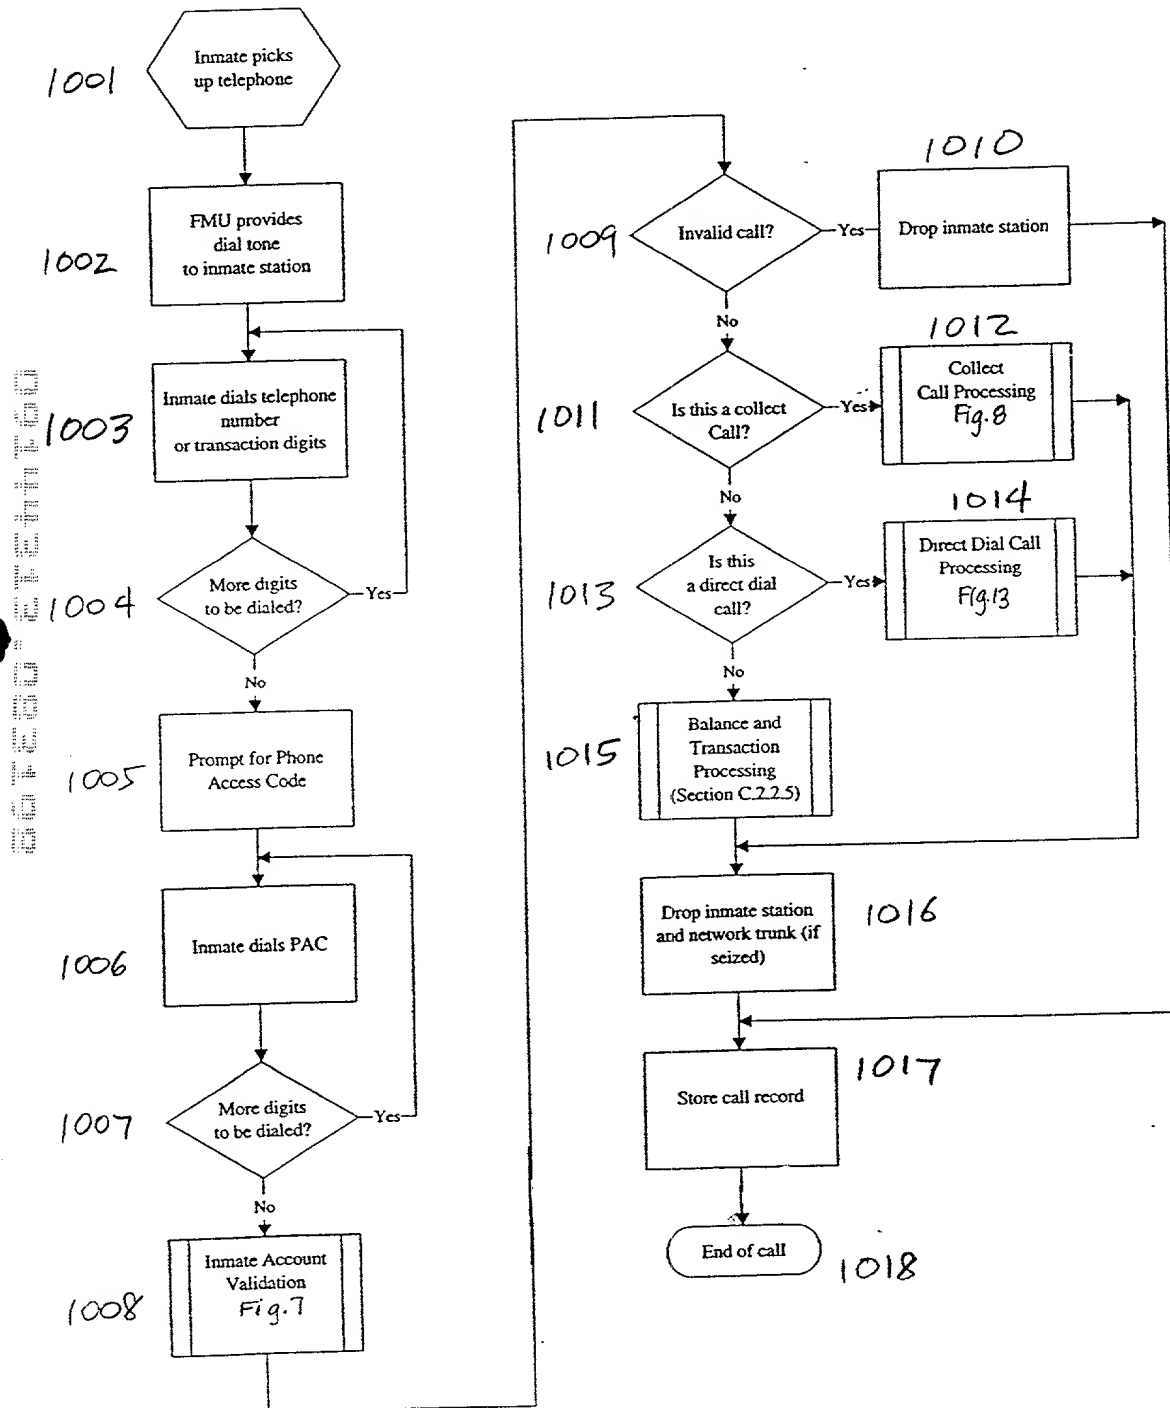 1001
Inmate picks
up telephone
1002
FMU provides
dial tone
to inmate station
1003
Inmate dials telephone
number
or transaction digits
1004
More digits
to be dialed?
Yes
No
1005
Prompt for Phone
Access Code
1006
Inmate dials PAC
1007
More digits
to be dialed?
Yes
No
1008
Inmate Account
Validation
Fig.7
1009
Invalid call?
Yes
1010
Drop inmate station
No
1011
Is this a collect
Call?
Yes
1012
Collect
Call Processing
Fig.8
No
1013
Is this
a direct dial
call?
Yes
1014
Direct Dial Call
Processing
Fig.13
No
1015
Balance and
Transaction
Processing
(Section C.2.2.5)
Drop inmate station
and network trunk (if
seized)
1016
Store call record
1017
End of call
1018